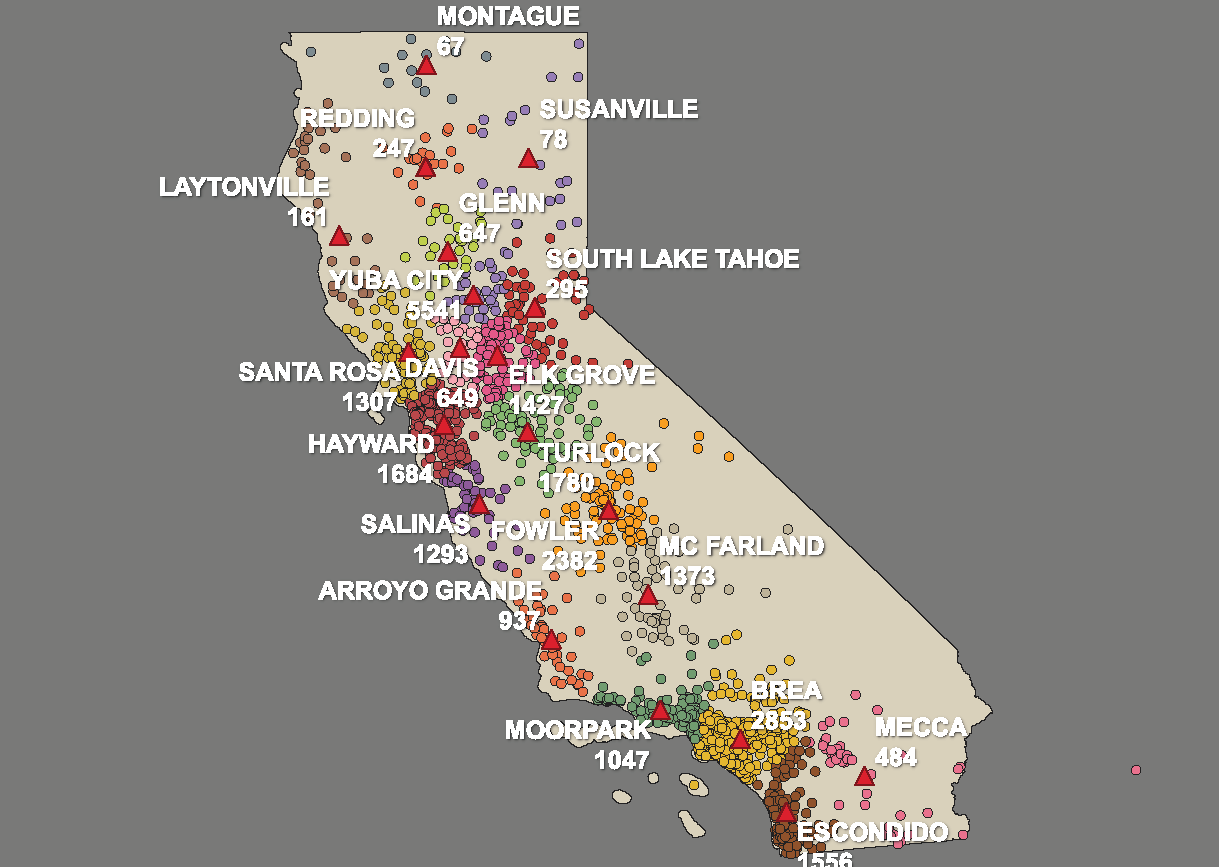 MONTAGUE
67
SUSANVILLE
78
REDDING
247
LAYTONVILLE
161
GLENN
647
SOUTH LAKE TAHOE
295
YUBA CITY
5541
SANTA ROSA
1307
DAVIS
649
ELK GROVE
1427
HAYWARD
1684
TURLOCK
1780
SALINAS
1293
FOWLER
2382
MC FARLAND
1373
ARROYO GRANDE
937
BREA
2853
MOORPARK
1047
MECCA
484
ESCONDIDO
1556